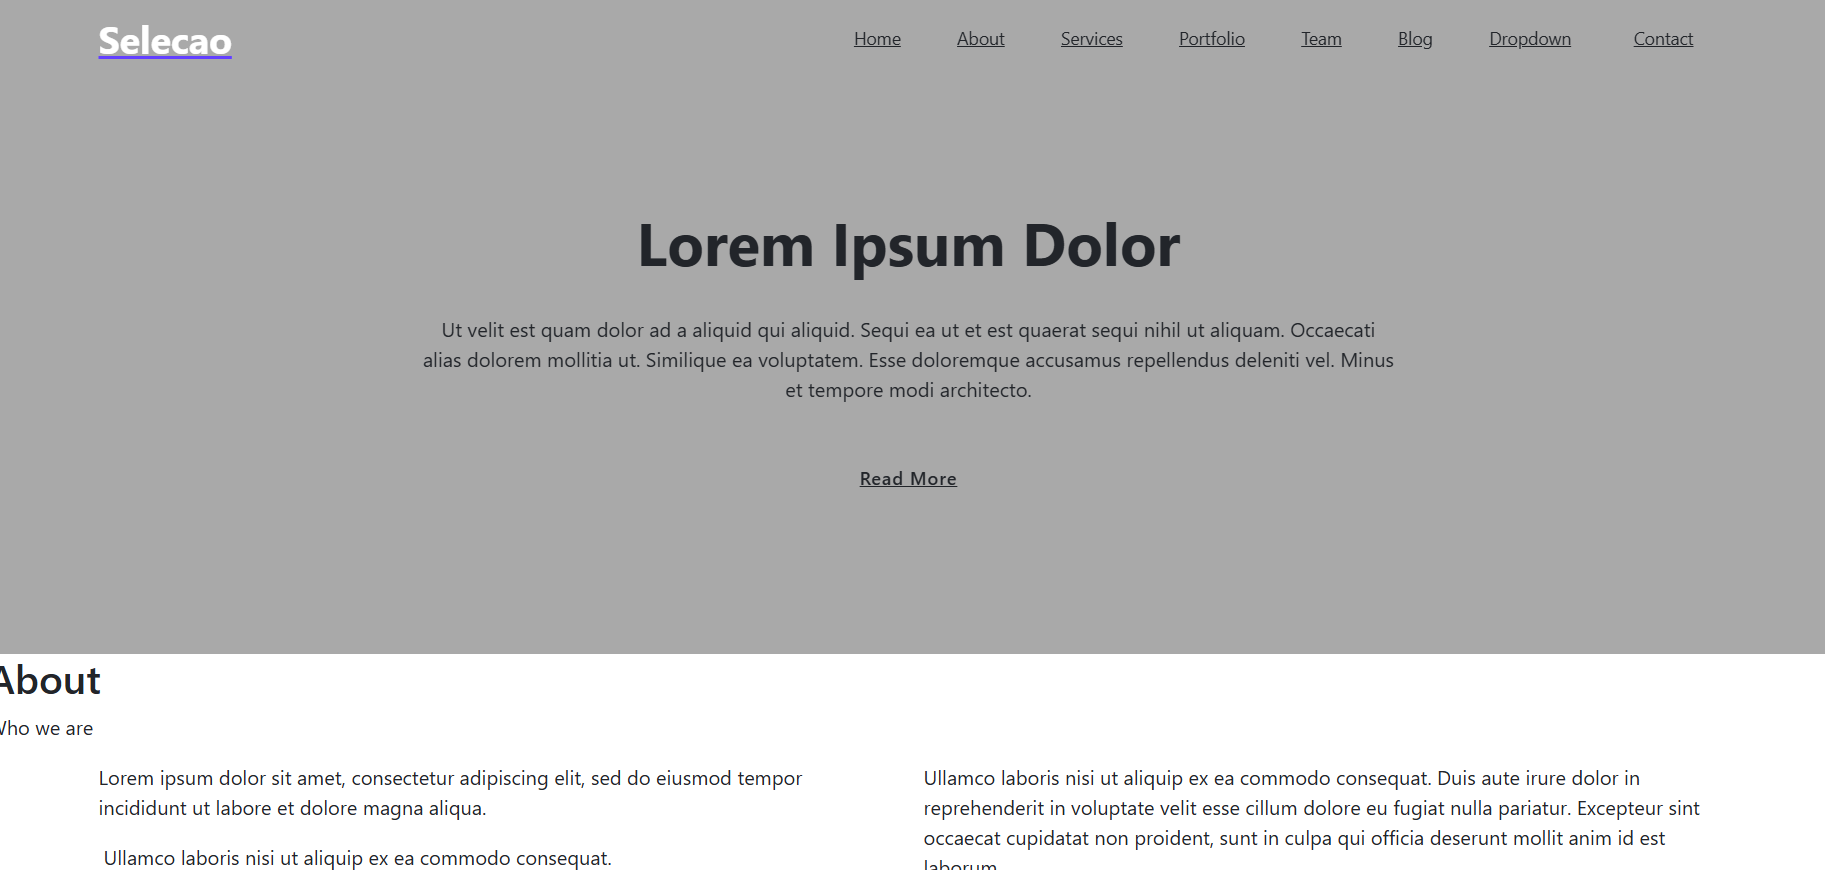 Selecao
Home About Services Portfolio Team Blog Dropdown Contact
Lorem Ipsum Dolor
Ut velit est quam dolor ad a aliquid qui aliquid. Sequi ea ut et est quaerat sequi nihil ut aliquam. Occaecati
alias dolorem mollitia ut. Similique ea voluptatem. Esse doloremque accusamus repellendus deleniti vel. Minus
et tempore modi architecto.
Read More
About
Who we are
Lorem ipsum dolor sit amet, consectetur adipiscing elit, sed do eiusmod tempor
incididunt ut labore et dolore magna aliqua.
Ullamco laboris nisi ut aliquip ex ea commodo consequat.
Ullamco laboris nisi ut aliquip ex ea commodo consequat. Duis aute irure dolor in
reprehenderit in voluptate velit esse cillum dolore eu fugiat nulla pariatur. Excepteur sint
occaecat cupidatat non proident, sunt in culpa qui officia deserunt mollit anim id est
laborum